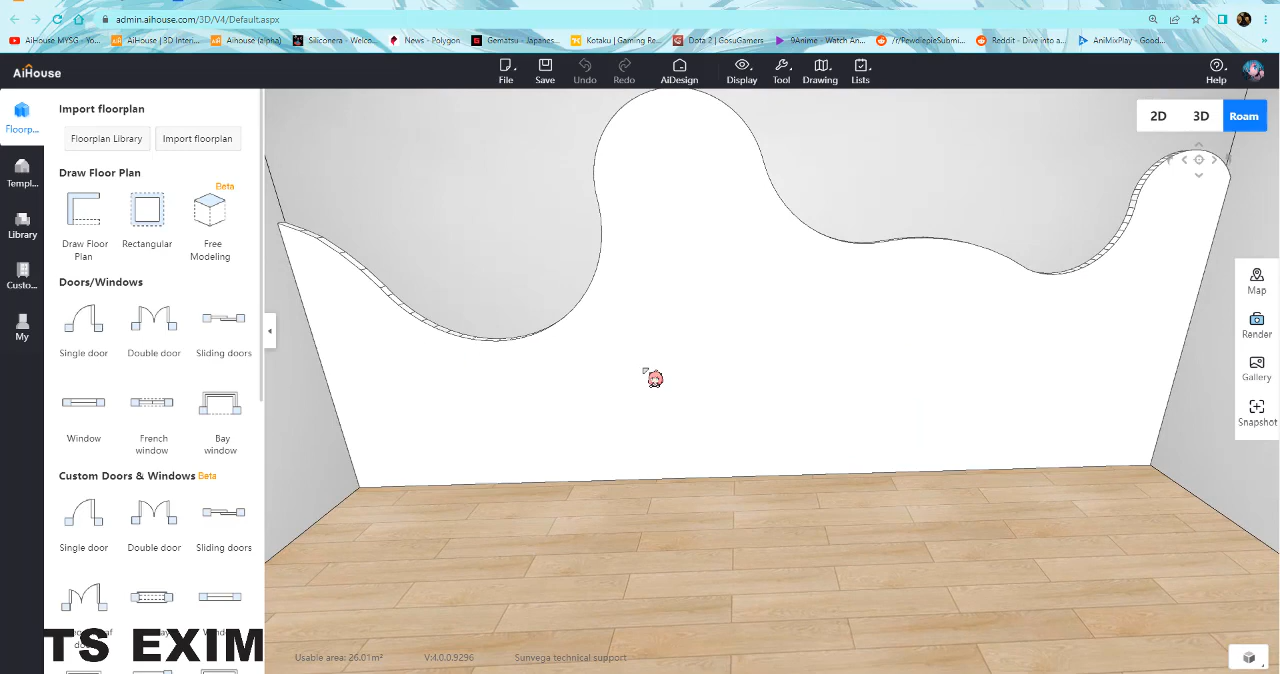 admin.aihouse.com/3D/V4/Default.aspx
AiHouse MYSG - Yo... AiHouse | 3D Interi... Aihouse (alpha) Siliconera - Welco... News - Polygon Gematsu - Japanes... Kotaku | Gaming Re... Dota 2 | GosuGamers 9Anime - Watch An... /r/PewdiepieSubmi... Reddit - Dive into a... AniMixPlay - Good... »
AiHouse File Save Undo Redo AiDesign Display Tool Drawing Lists Help
Floorp...
Templ...
Library
Custo...
My
Import floorplan
Floorplan Library Import floorplan
Draw Floor Plan
Beta
Draw Floor Plan
Rectangular
Free Modeling
Doors/Windows
Single door Double door Sliding doors
Window
French window
Bay window
Custom Doors & Windows Beta
Single door Double door Sliding doors
TS EXIM
2D 3D Roam
Map
Render
Gallery
Snapshot
Usable area: 26.01m² V:4.0.0.9296 Sunvega technical support